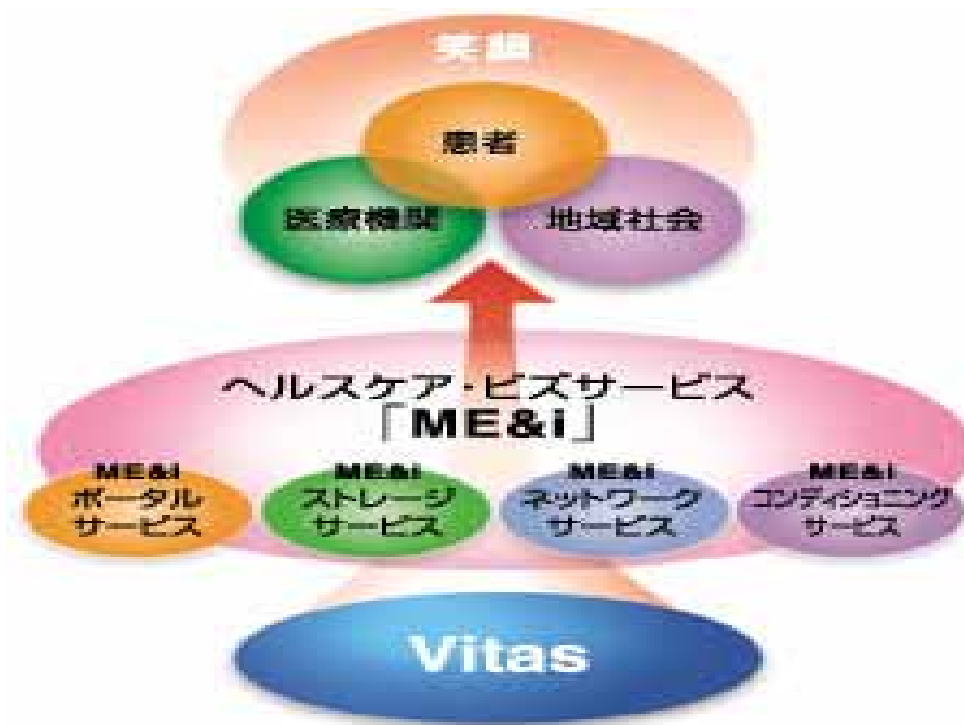 笑顔
患者
医療機関
地域社会
ヘルスケア・ビズサービス
「ME&i」
ME&i
ポータル
サービス
ME&i
ストレージ
サービス
ME&i
ネットワーク
サービス
ME&i
コンディショニング
サービス
Vitas